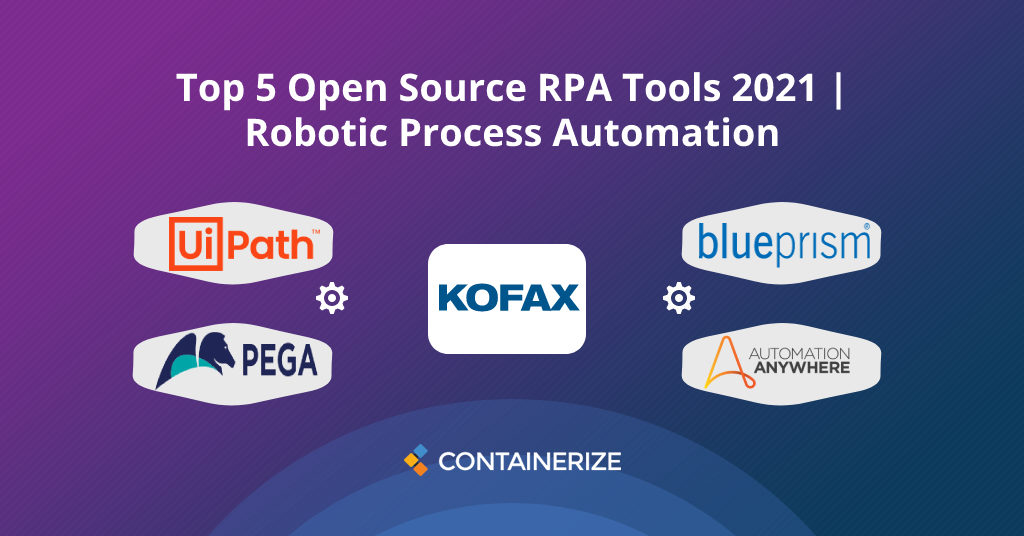 Top 5 Open Source RPA Tools 2021 |
Robotic Process Automation
UiPath™
blueprism®
KOFAX
PEGA
AUTOMATION
ANYWHERE
CONTAINERIZE